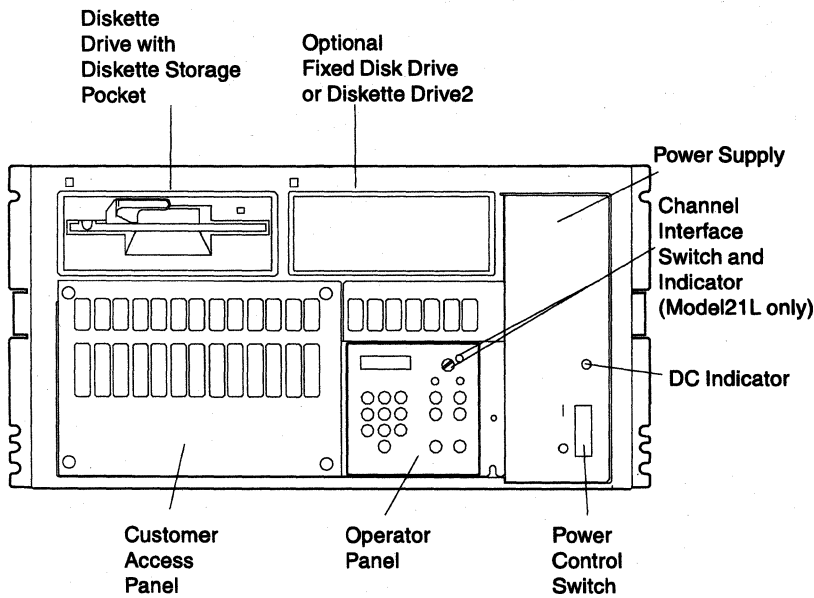 Diskette
Drive with
Diskette Storage
Pocket
Optional
Fixed Disk Drive
or Diskette Drive2
Power Supply
Channel
Interface
Switch and
Indicator
(Model21L only)
DC Indicator
Customer
Access
Panel
Operator
Panel
Power
Control
Switch